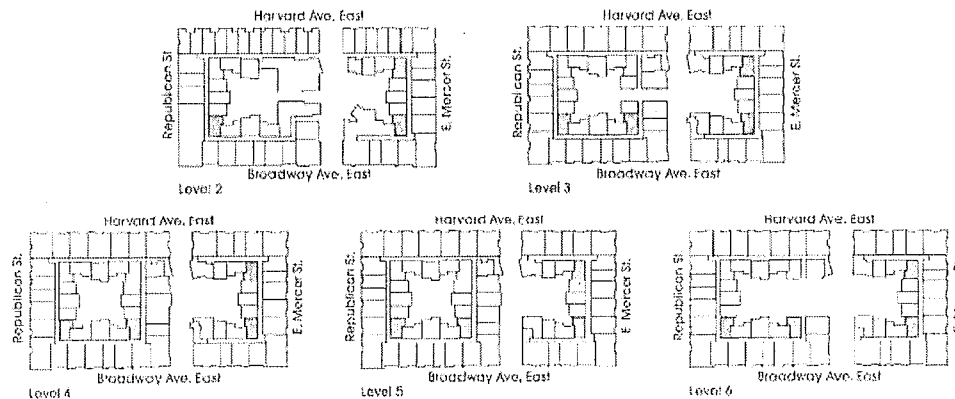 Harvard Ave, East
Republican St.
E. Mercer St.
Broadway Ave, East
Level 2
Harvard Ave, East
Republican St.
E. Mercer St.
Broadway Ave. East
Level 3
Harvard Ave, East
Republican St.
E. Mercer St.
Broadway Ave. East
Level 4
Harvard Ave, East
Republican St.
E. Mercer St.
Broadway Ave, East
Level 5
Harvard Ave. East
Republican St.
Broadway Ave. East
Level 6